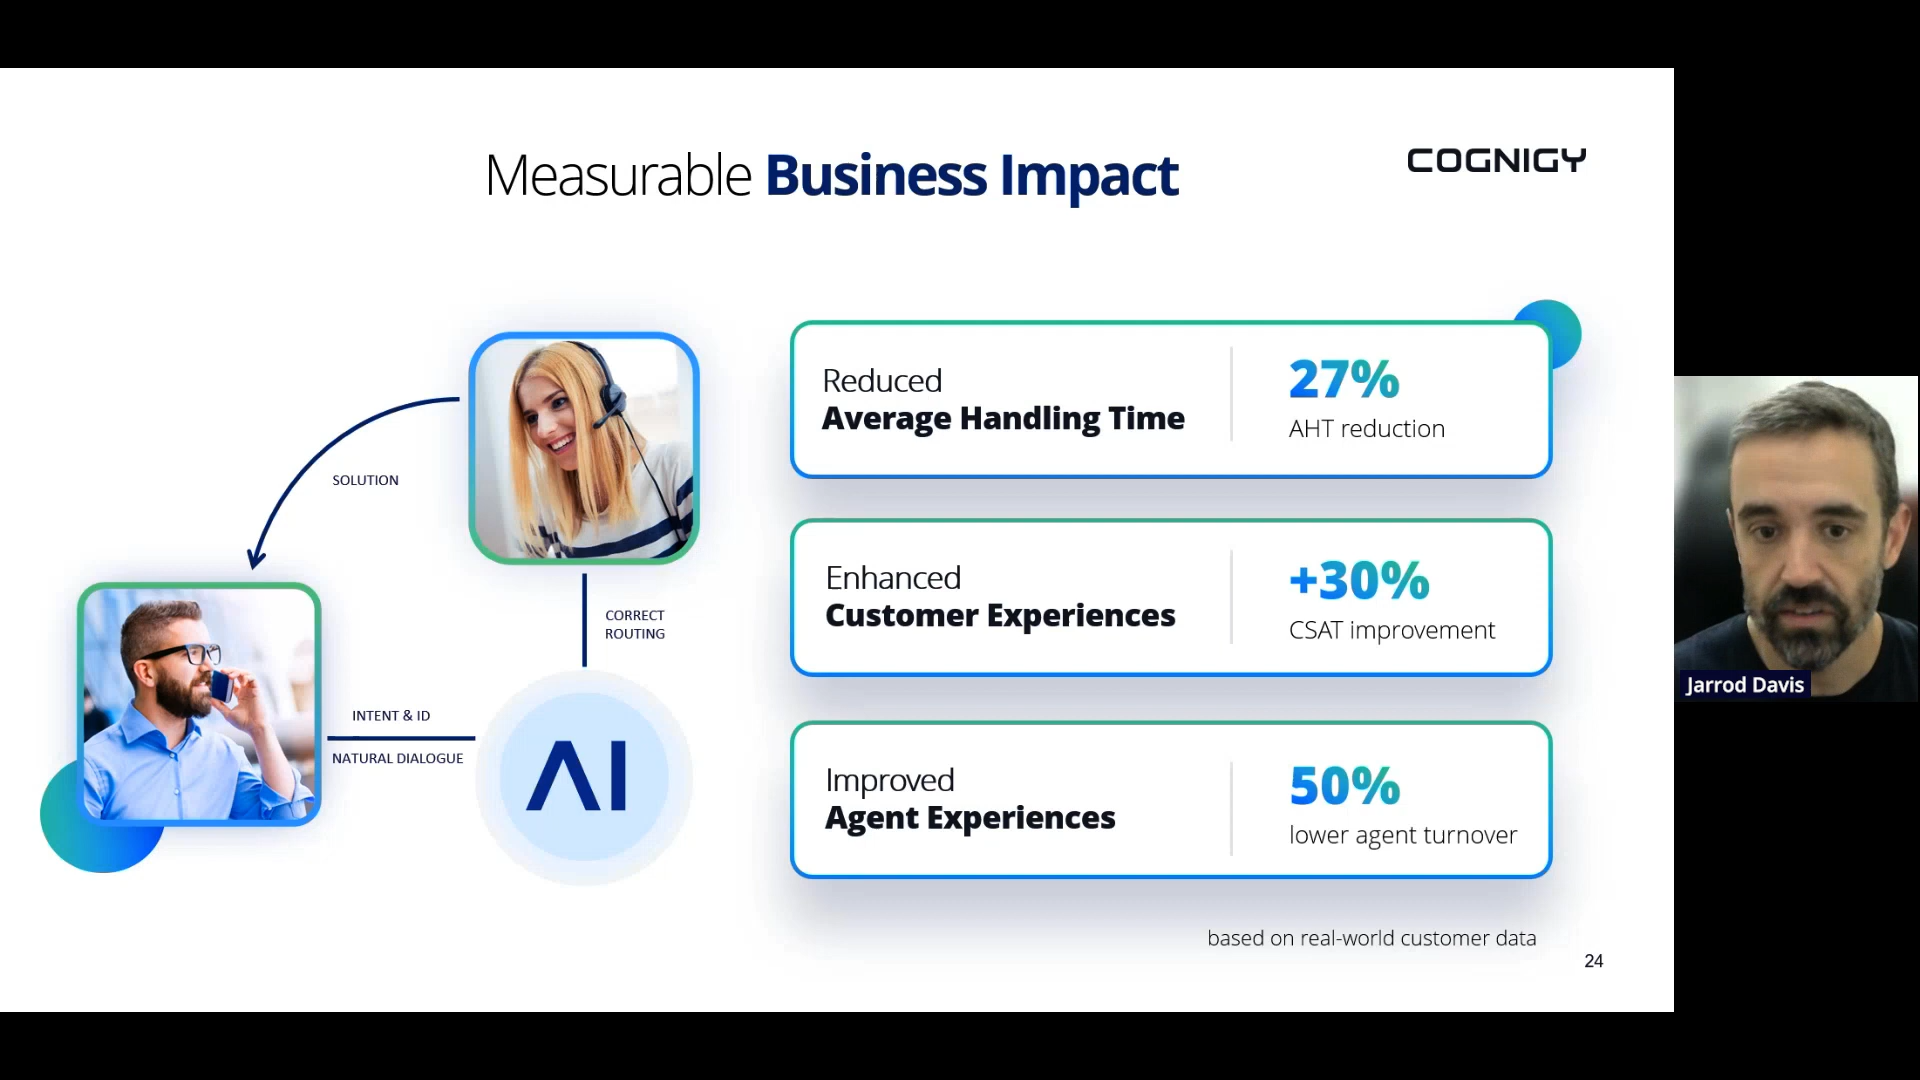 Measurable Business Impact
COGNIGY
SOLUTION
CORRECT
ROUTING
INTENT & ID
NATURAL DIALOGUE
AI
Reduced
Average Handling Time
27%
AHT reduction
Enhanced
Customer Experiences
+30%
CSAT improvement
Improved
Agent Experiences
50%
lower agent turnover
based on real-world customer data
24
Jarrod Davis